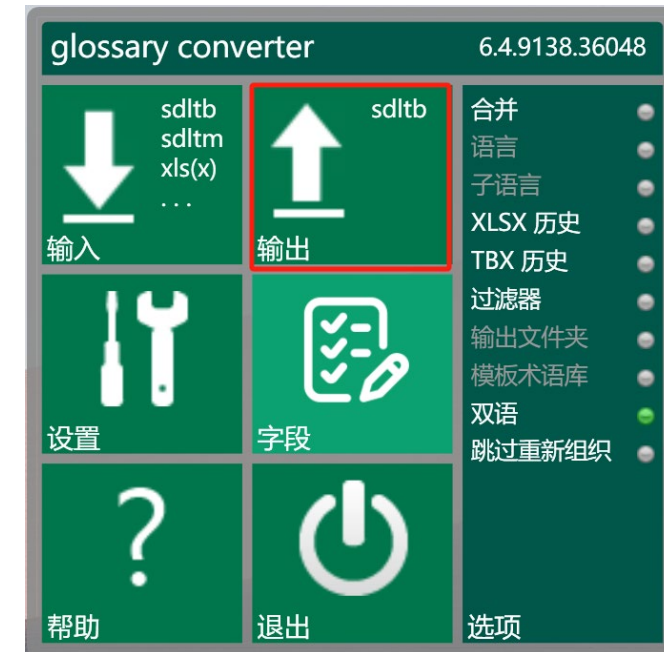 glossary converter
6.4.9138.36048
sdltb
sdltm
xls(x)
...
输入
sdltb
输出
设置
字段
?
帮助
退出
合并
语言
子语言
XLSX 历史
TBX 历史
过滤器
输出文件夹
模板术语库
双语
跳过重新组织
选项